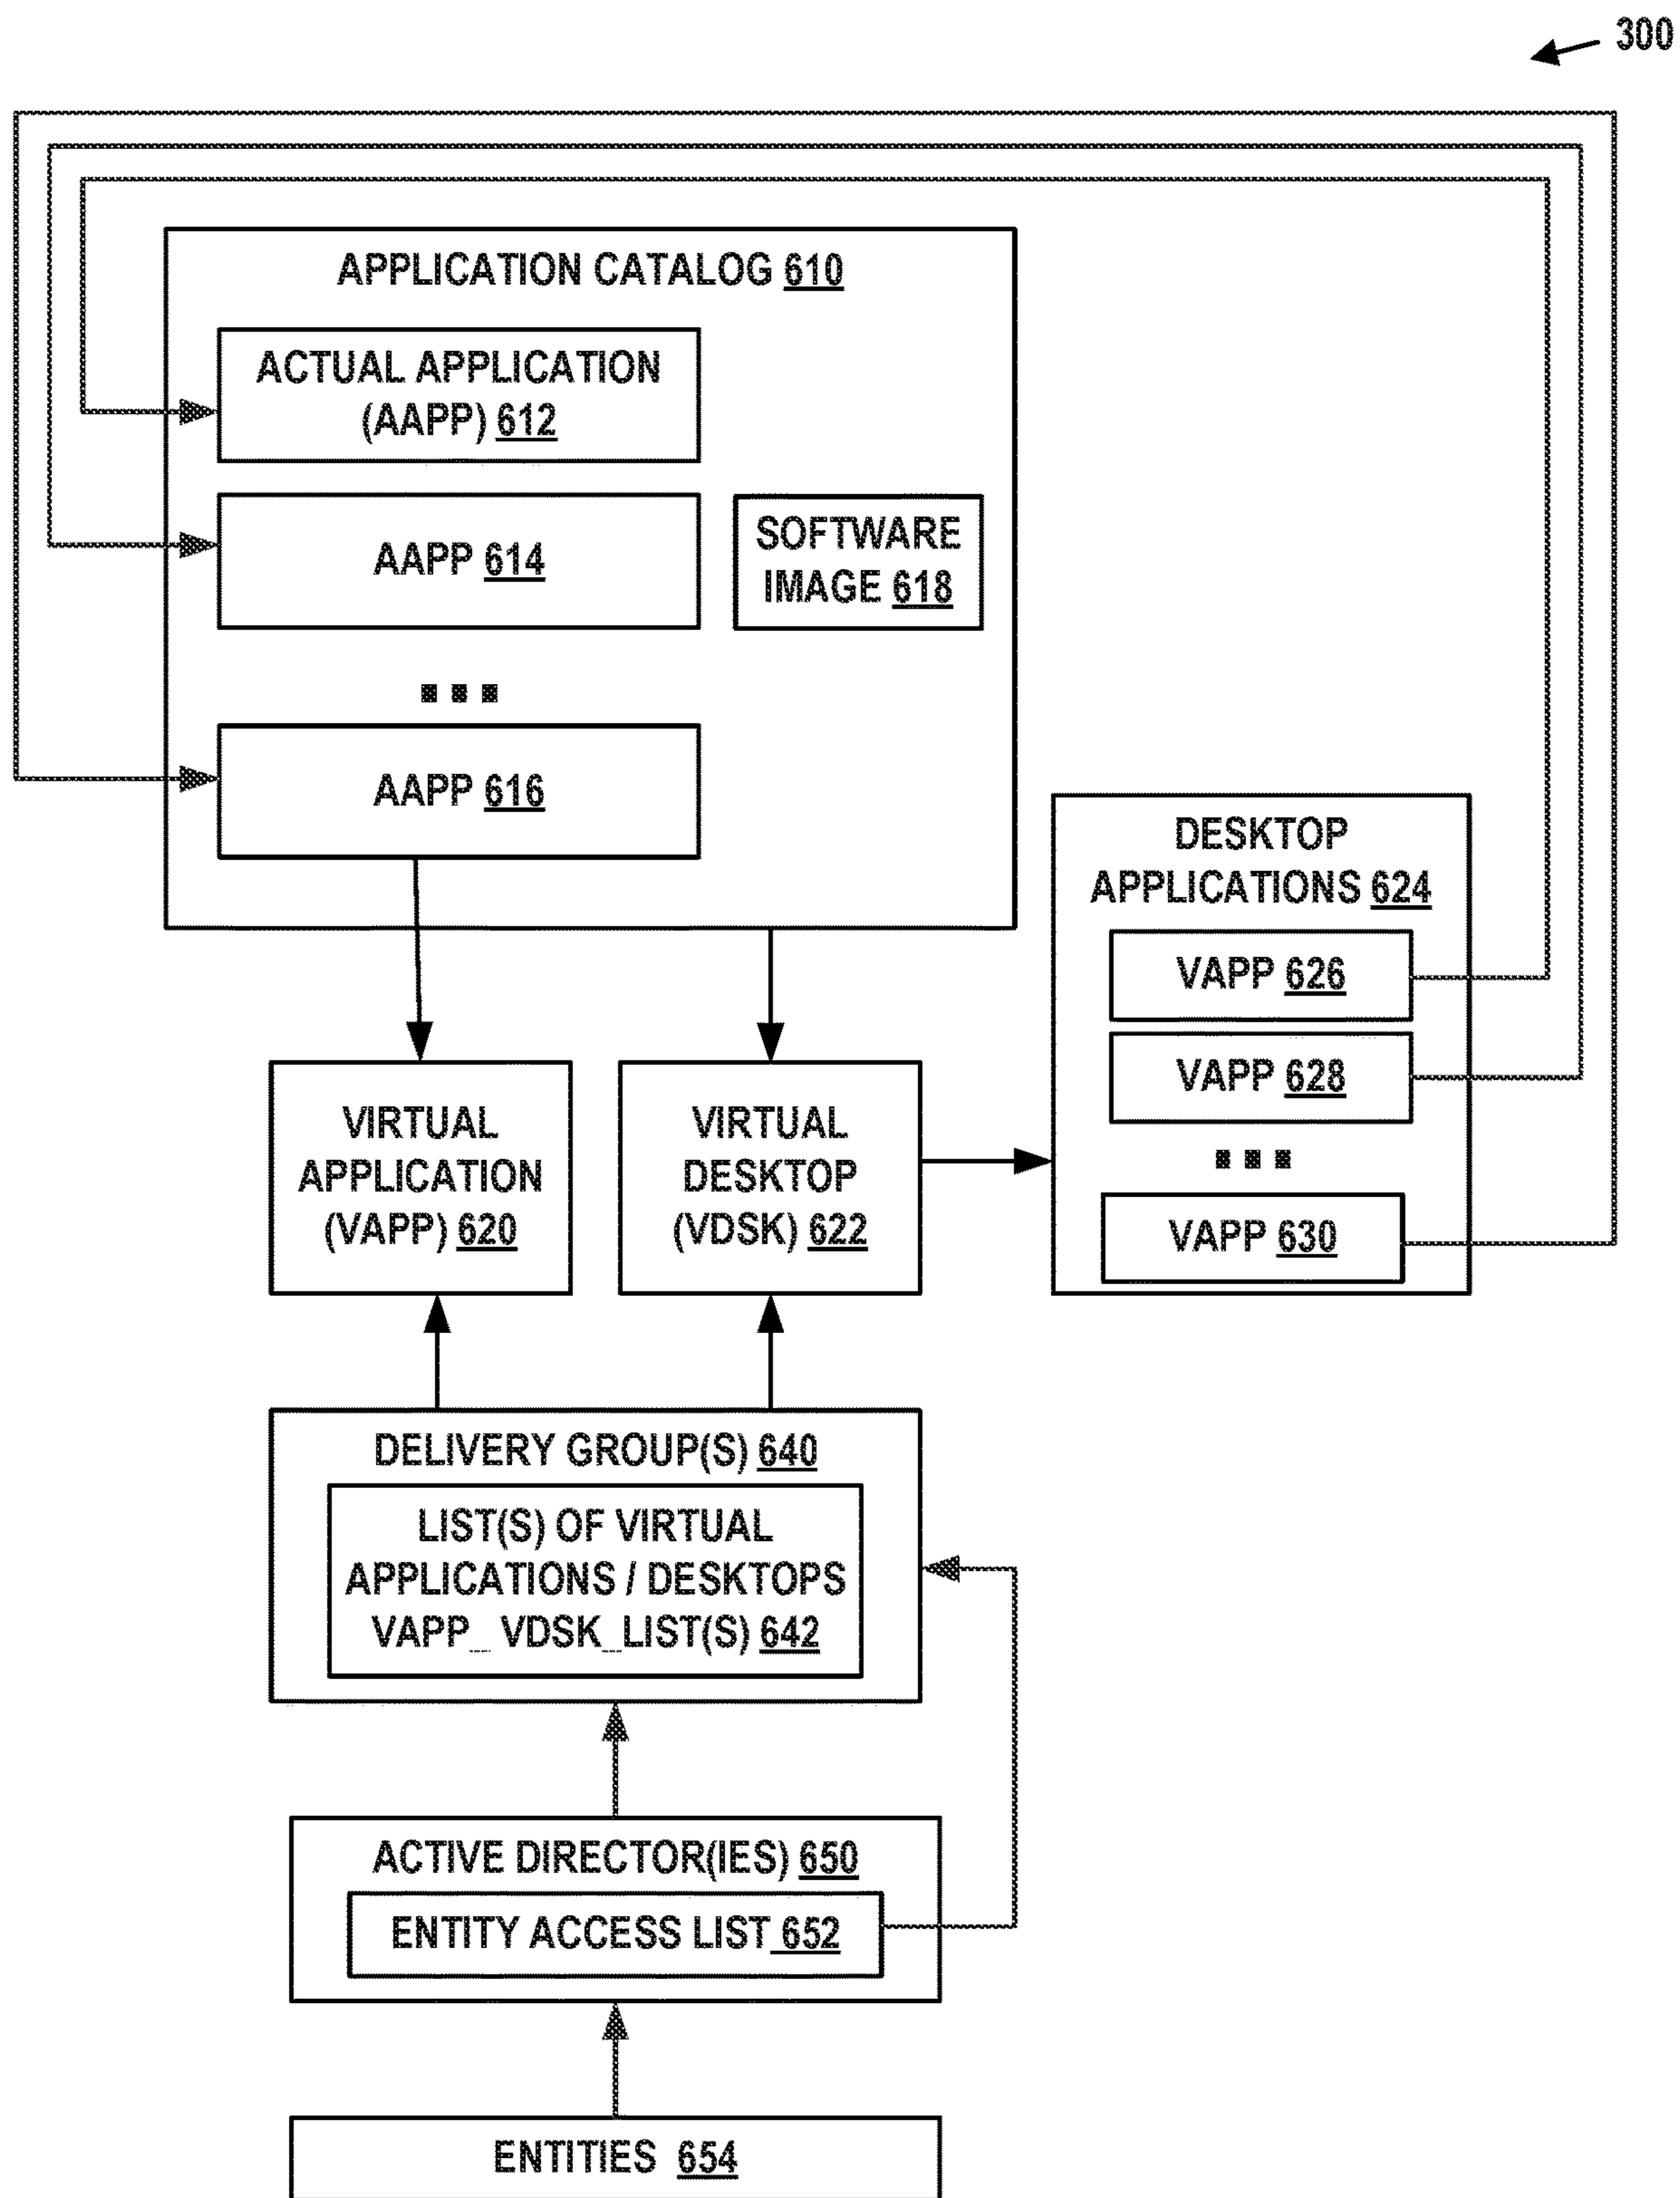 300
APPLICATION CATALOG 610
ACTUAL APPLICATION
(AAPP) 612
AAPP 614
SOFTWARE
IMAGE 618
AAPP 616
DESKTOP
APPLICATIONS 624
VAPP 626
VAPP 628
VAPP 630
VIRTUAL
APPLICATION
(VAPP) 620
VIRTUAL
DESKTOP
(VDSK) 622
DELIVERY GROUP(S) 640
LIST(S) OF VIRTUAL
APPLICATIONS / DESKTOPS
VAPP_ VDSK_LIST(S) 642
ACTIVE DIRECTOR(IES) 650
ENTITY ACCESS LIST 652
ENTITIES 654